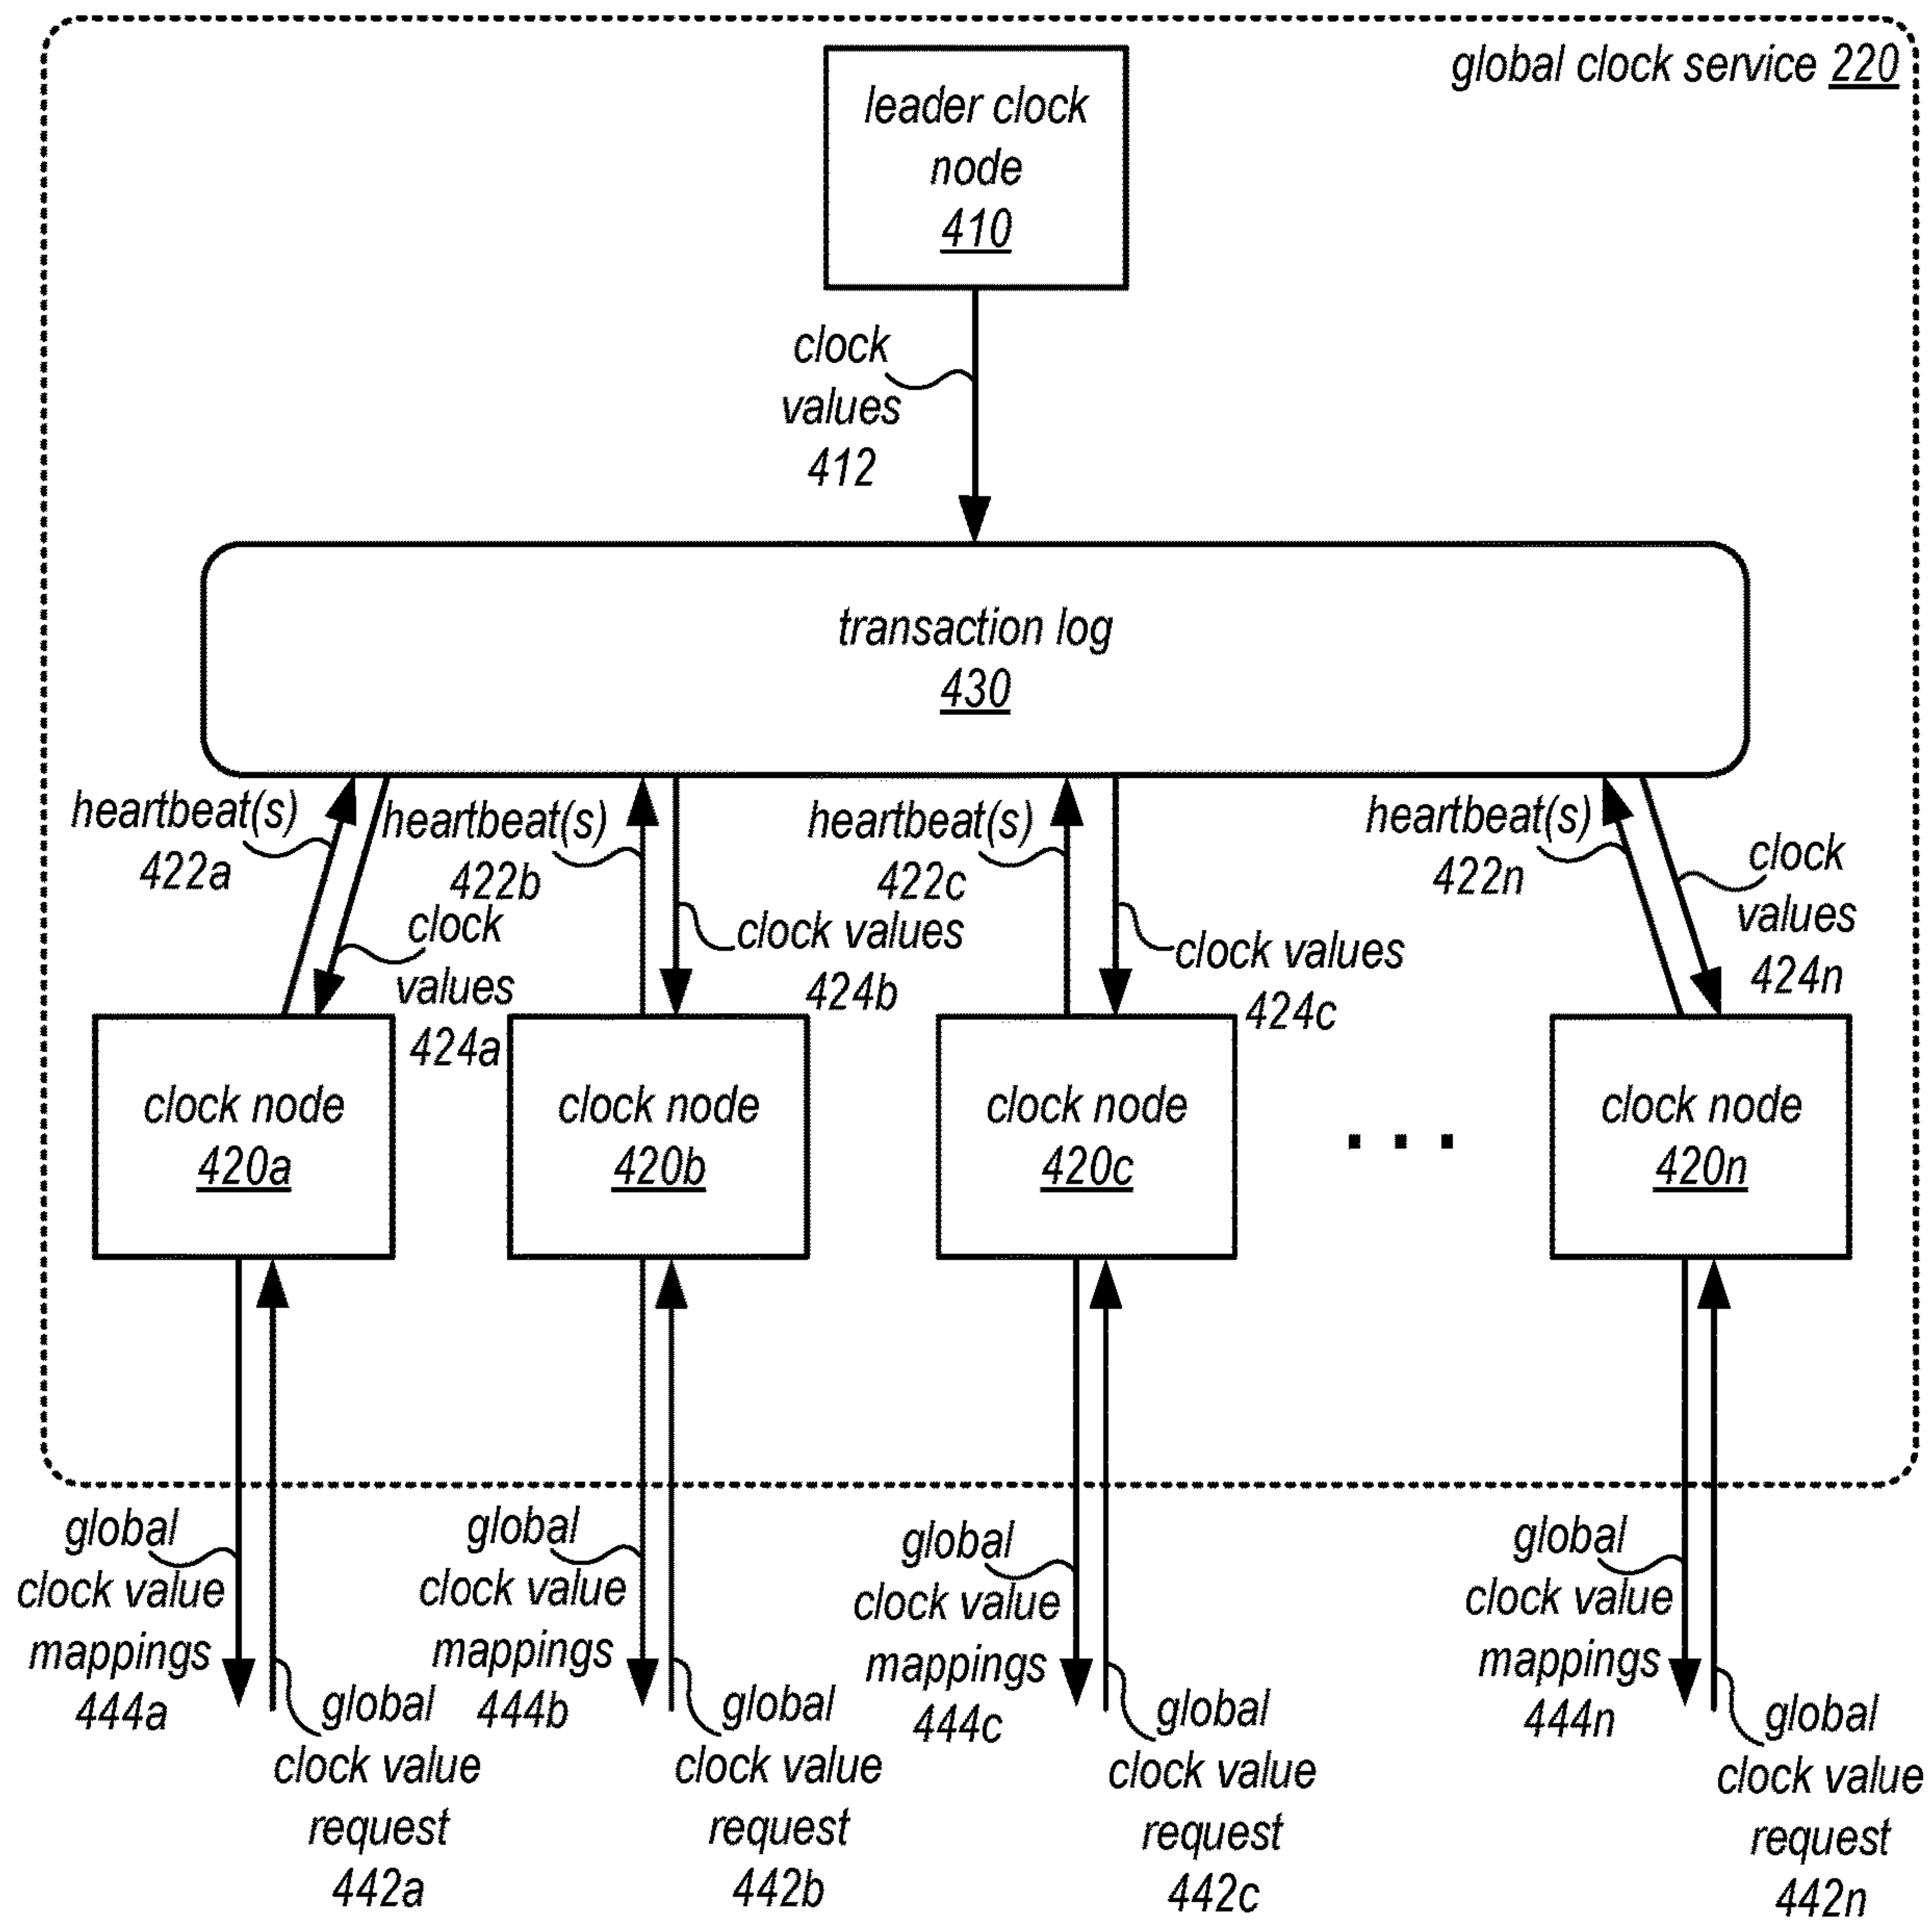 global clock service 220
leader clock
node
410
clock
values
412
transaction log
430
heartbeat(s)
422a
clock
values
424a
heartbeat(s)
422b
clock values
424b
heartbeat(s)
422c
clock values
424c
heartbeat(s)
422n
clock
values
424n
clock node
420a
clock node
420b
clock node
420c
. . .
clock node
420n
global
clock value
mappings
444a
global
clock value
request
442a
global
clock value
mappings
444b
global
clock value
request
442b
global
clock value
mappings
444c
global
clock value
request
442c
global
clock value
mappings
444n
global
clock value
request
442n